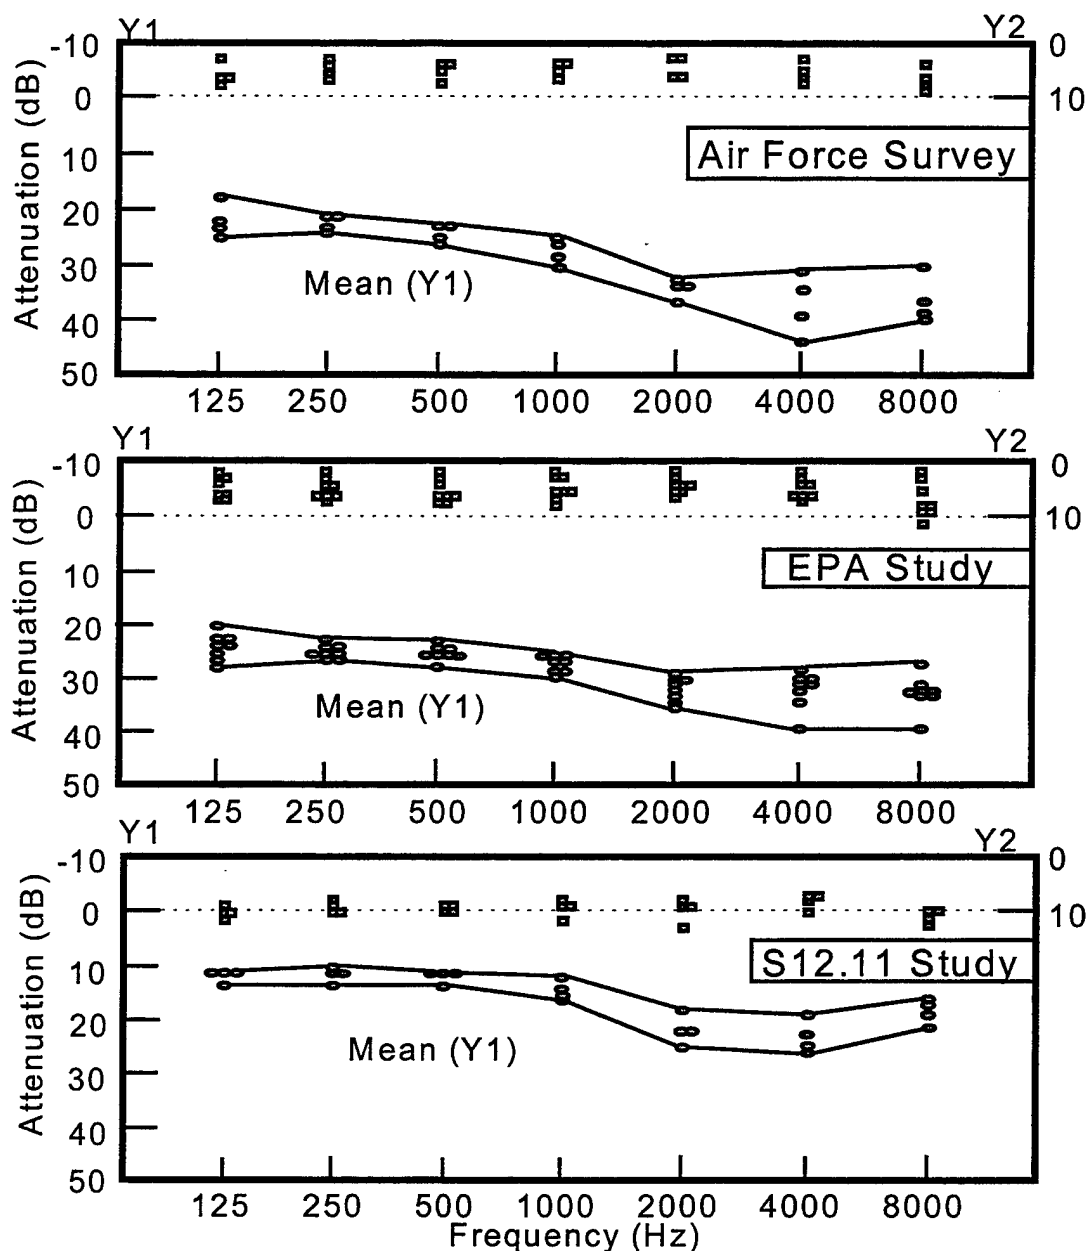 Y1 Y2
-10 0
0 10
Air Force Survey
10
20
30
Mean (Y1)
40
50
Attenuation (dB)
125 250 500 1000 2000 4000 8000
Y1 Y2
-10 0
0 10
EPA Study
10
20
30
Mean (Y1)
40
50
Attenuation (dB)
125 250 500 1000 2000 4000 8000
Y1 Y2
-10 0
0 10
S12.11 Study
10
20
Mean (Y1)
30
40
50
Attenuation (dB)
125 250 500 1000 2000 4000 8000
Frequency (Hz)